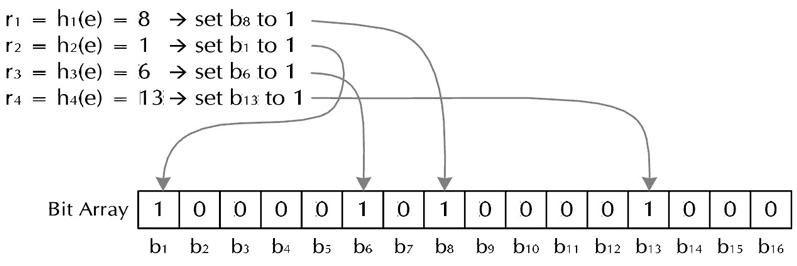 r₁ = h₁(e) = 8 → set b₈ to 1
r₂ = h₂(e) = 1 → set b₁ to 1
r₃ = h₃(e) = 6 → set b₆ to 1
r₄ = h₄(e) = 13 → set b₁₃ to 1
Bit Array 1 0 0 0 0 1 0 1 0 0 0 0 1 0 0 0
b₁ b₂ b₃ b₄ b₅ b₆ b₇ b₈ b₉ b₁₀ b₁₁ b₁₂ b₁₃ b₁₄ b₁₅ b₁₆